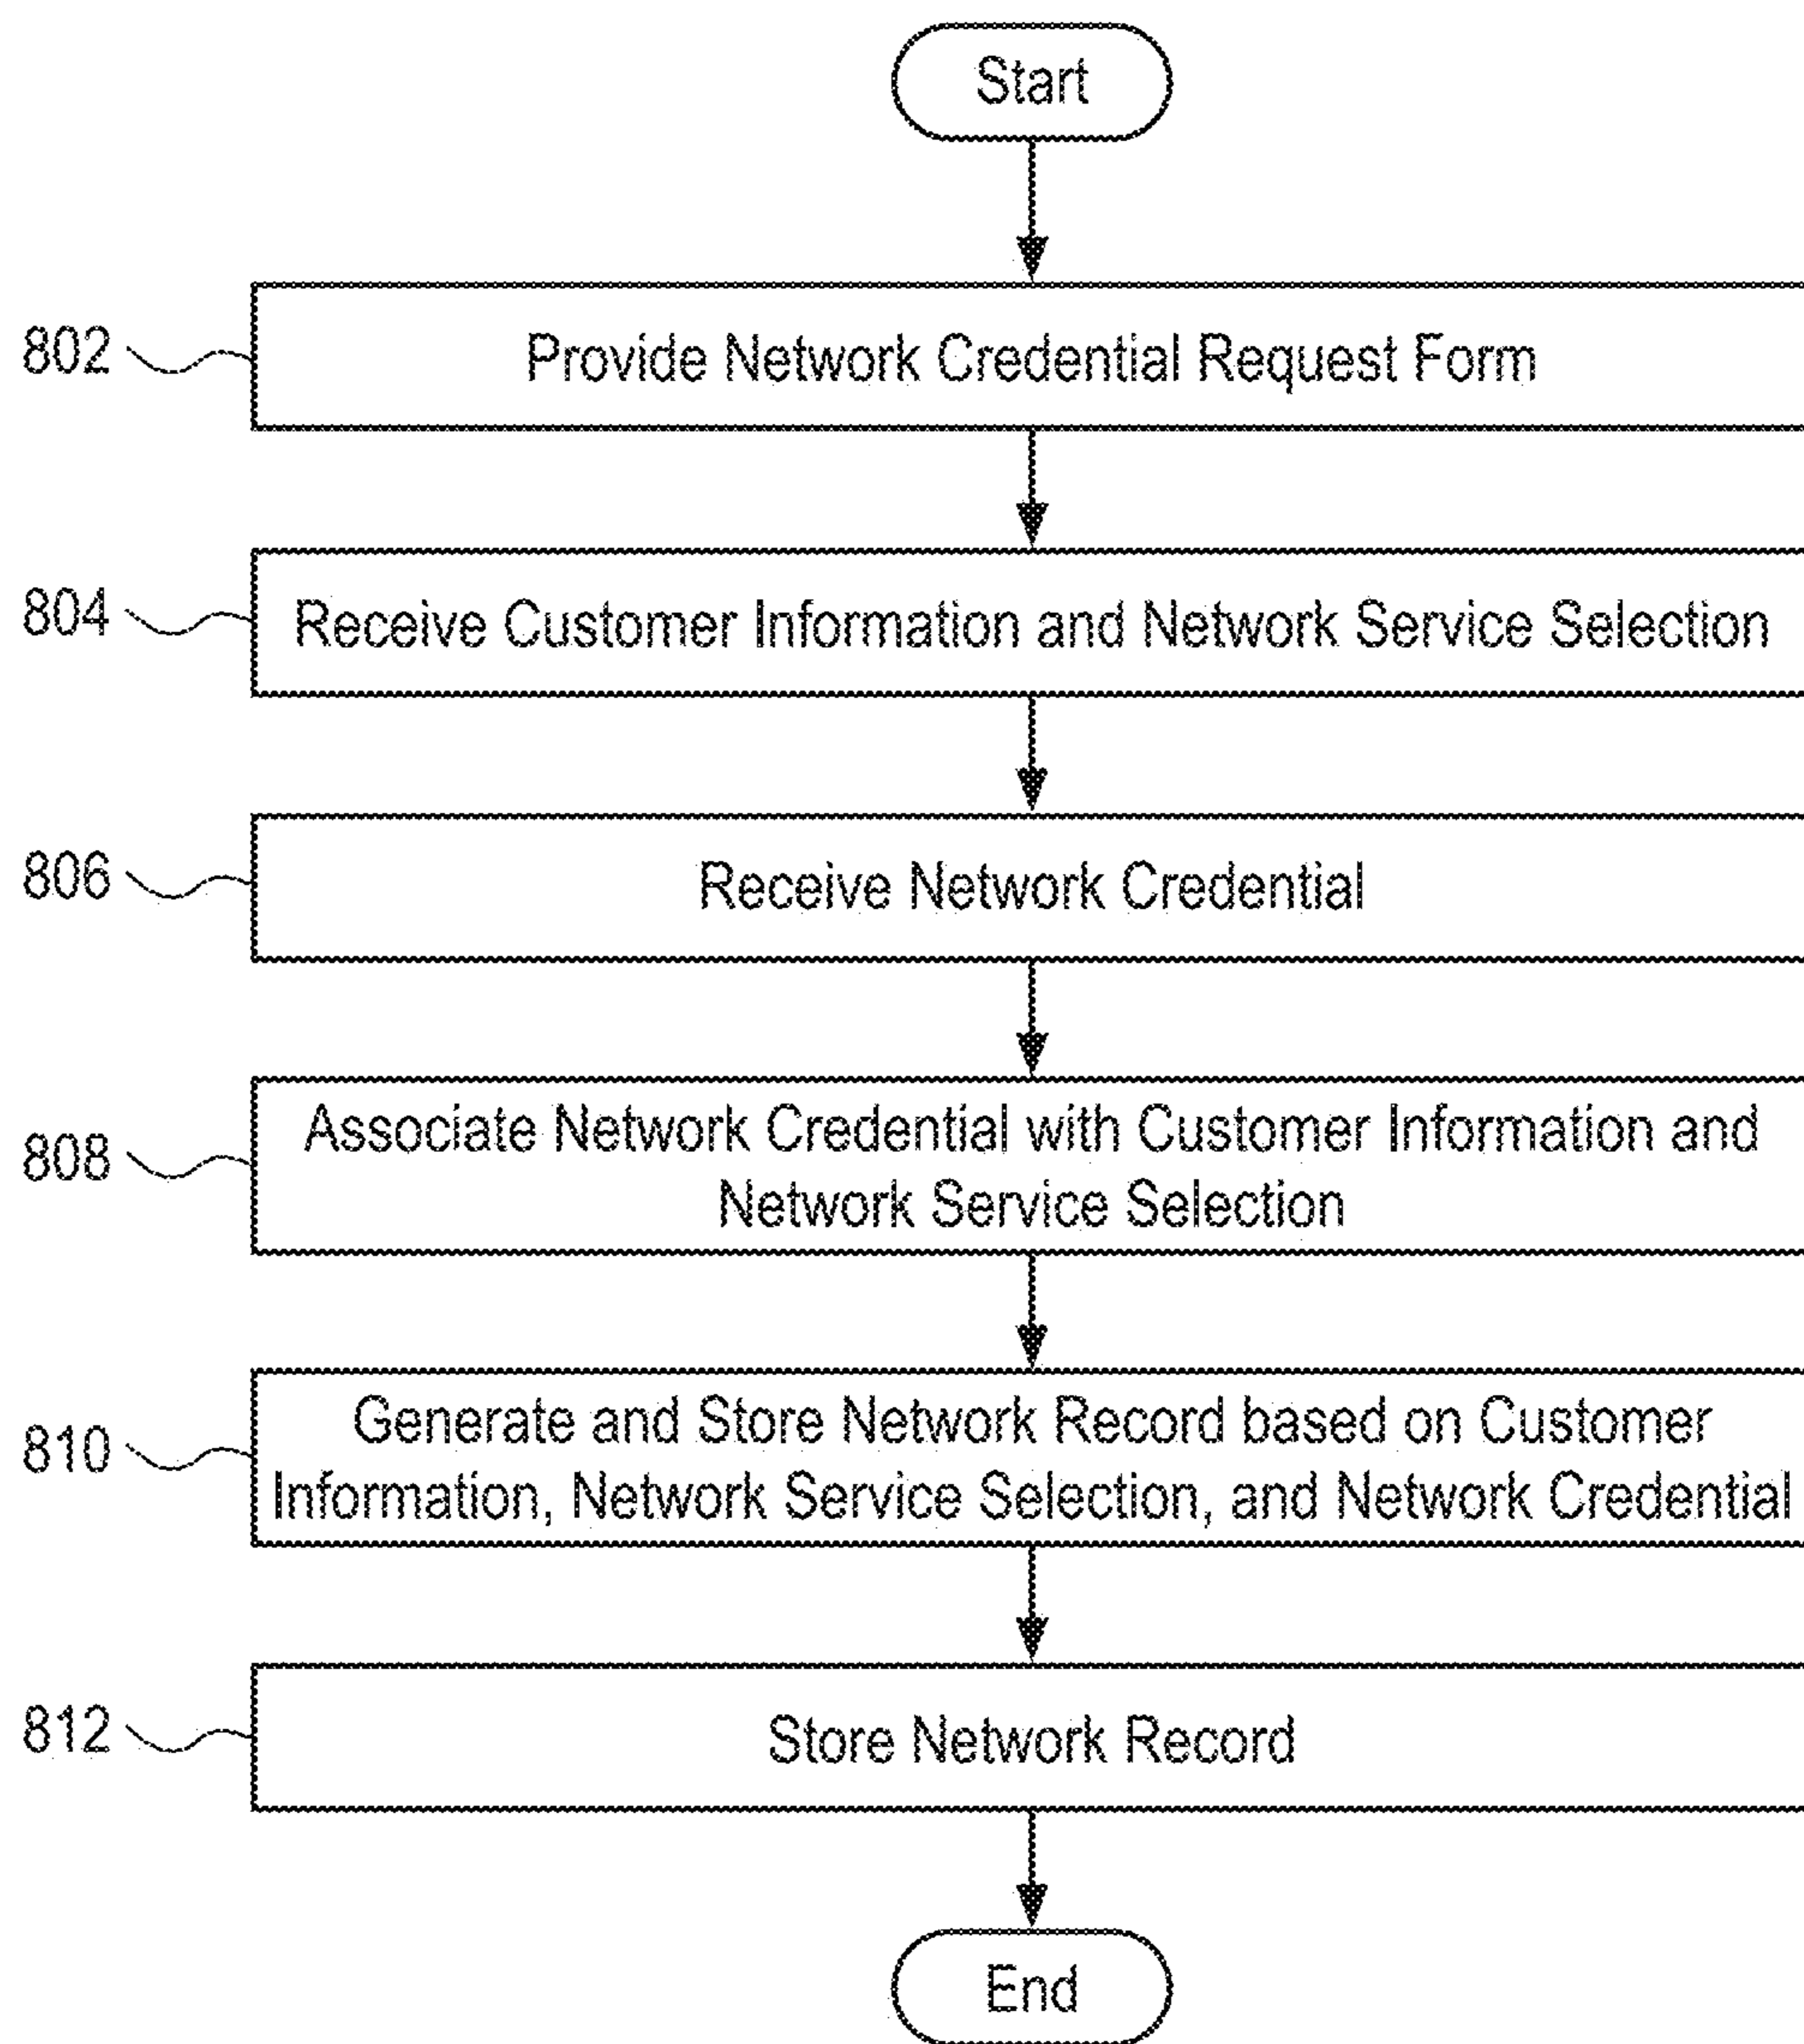 Start
802
Provide Network Credential Request Form
804
Receive Customer Information and Network Service Selection
806
Receive Network Credential
808
Associate Network Credential with Customer Information and
Network Service Selection
810
Generate and Store Network Record based on Customer
Information, Network Service Selection, and Network Credential
812
Store Network Record
End